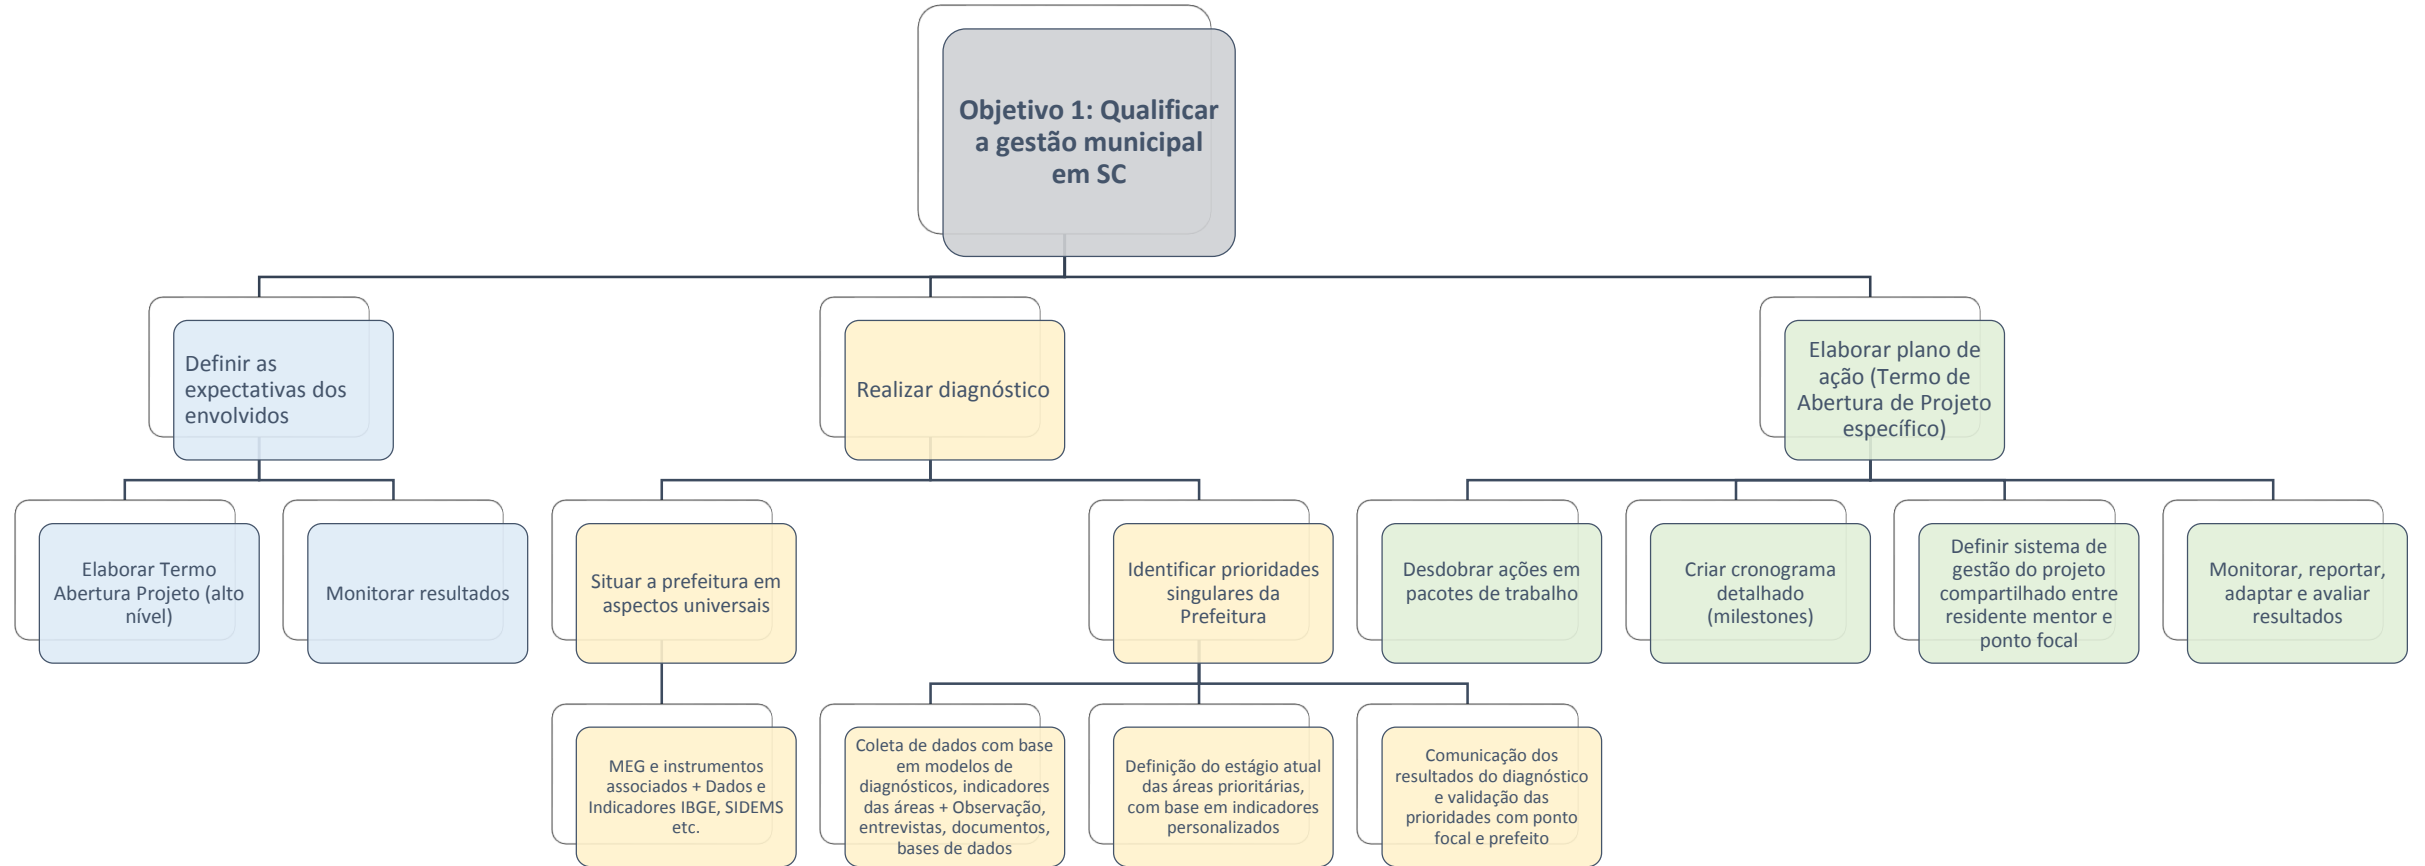 Objetivo 1: Qualificar
a gestão municipal
em SC
Definir as
expectativas dos
envolvidos
Realizar diagnóstico
Elaborar plano de
ação (Termo de
Abertura de Projeto
específico)
Elaborar Termo
Abertura Projeto (alto
nível)
Monitorar resultados
Situar a prefeitura em
aspectos universais
Identificar prioridades
singulares da
Prefeitura
Desdobrar ações em
pacotes de trabalho
Criar cronograma
detalhado
(milestones)
Definir sistema de
gestão do projeto
compartilhado entre
residente mentor e
ponto focal
Monitorar, reportar,
adaptar e avaliar
resultados
MEG e instrumentos
associados + Dados e
Indicadores IBGE, SIDEMS
etc.
Coleta de dados com base
em modelos de
diagnósticos, indicadores
das áreas + Observação,
entrevistas, documentos,
bases de dados
Definição do estágio atual
das áreas prioritárias,
com base em indicadores
personalizados
Comunicação dos
resultados do diagnóstico
e validação das
prioridades com ponto
focal e prefeito